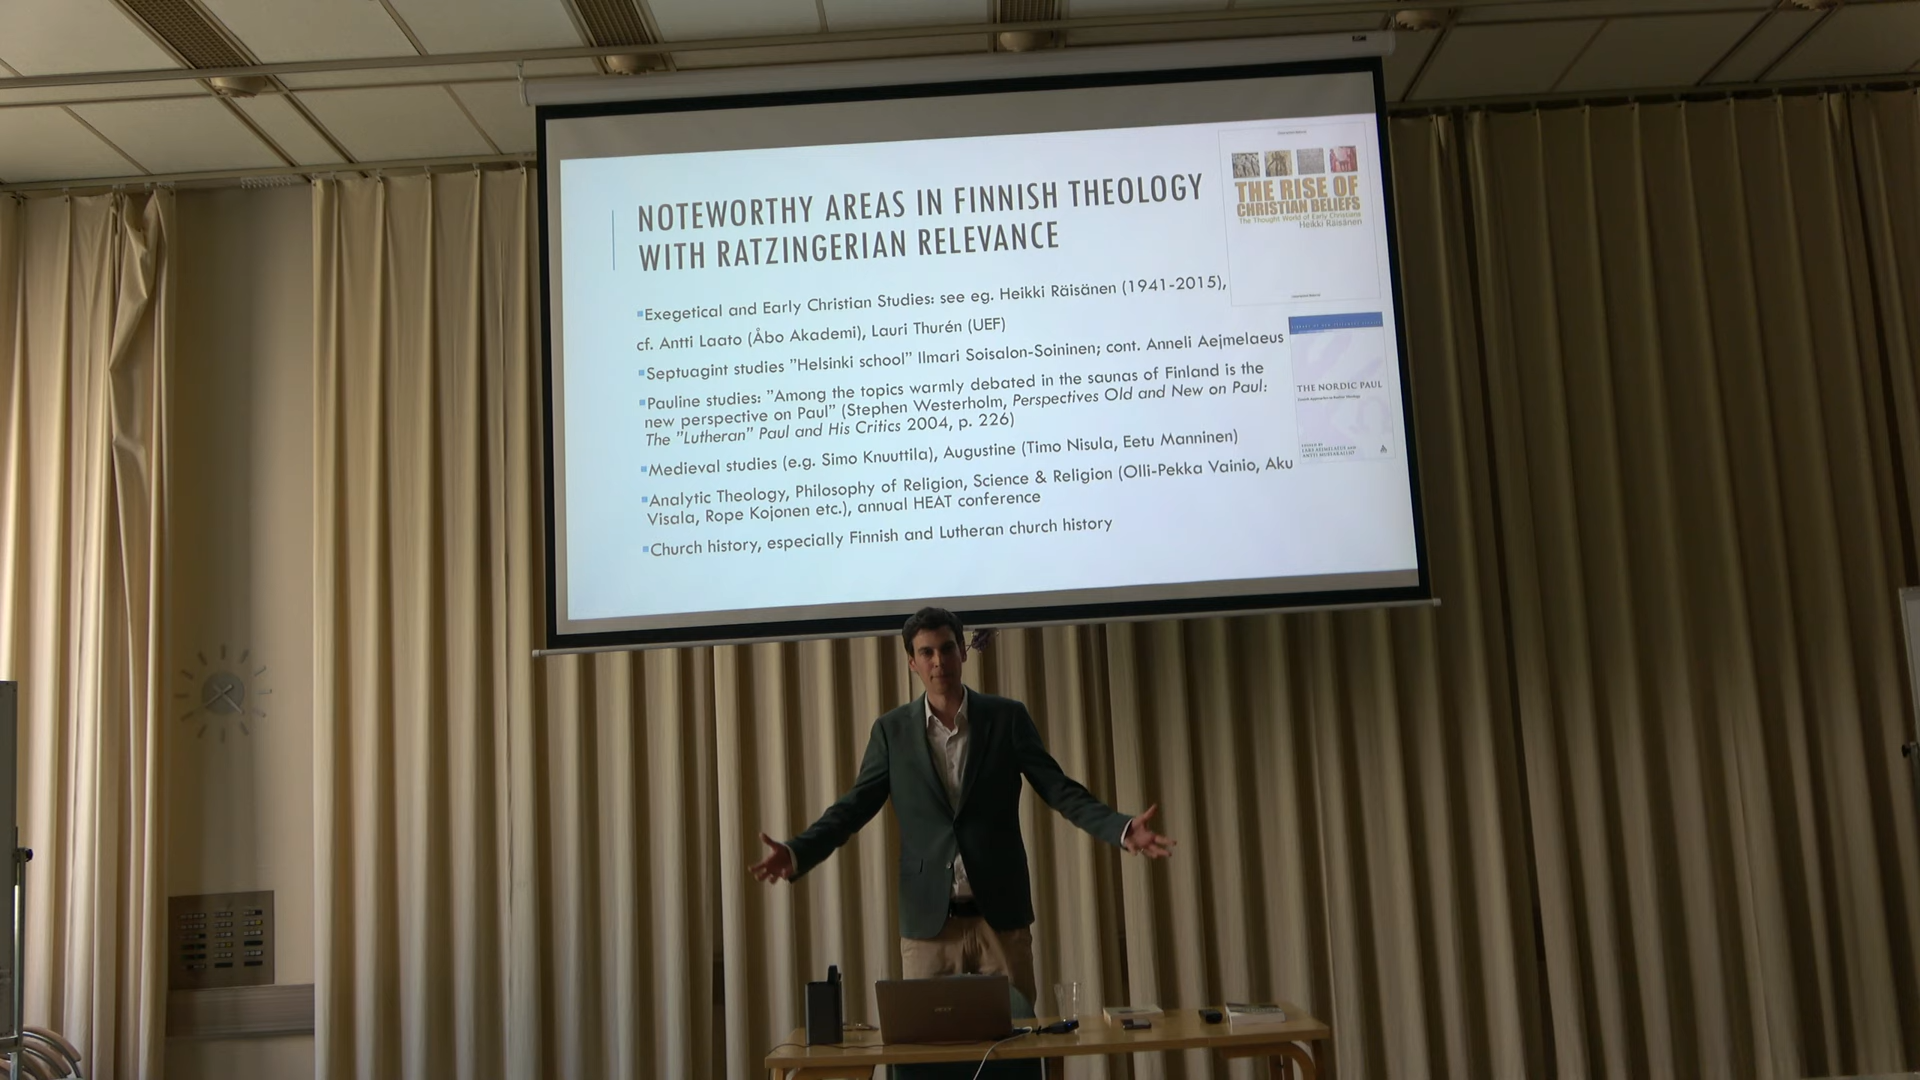 NOTEWORTHY AREAS IN FINNISH THEOLOGY
WITH RATZINGERIAN RELEVANCE
▪Exegetical and Early Christian Studies: see eg. Heikki Räisänen (1941-2015),
cf. Antti Laato (Åbo Akademi), Lauri Thurén (UEF)
▪Septuagint studies ”Helsinki school” Ilmari Soisalon-Soininen; cont. Anneli Aejmelaeus
▪Pauline studies: ”Among the topics warmly debated in the saunas of Finland is the
new perspective on Paul” (Stephen Westerholm, Perspectives Old and New on Paul:
The ”Lutheran” Paul and His Critics 2004, p. 226)
▪Medieval studies (e.g. Simo Knuuttila), Augustine (Timo Nisula, Eetu Manninen)
▪Analytic Theology, Philosophy of Religion, Science & Religion (Olli-Pekka Vainio, Aku
Visala, Rope Kojonen etc.), annual HEAT conference
▪Church history, especially Finnish and Lutheran church history
THE RISE OF
CHRISTIAN BELIEFS
The Thought World of Early Christians
Heikki Räisänen
THE NORDIC PAUL
acer